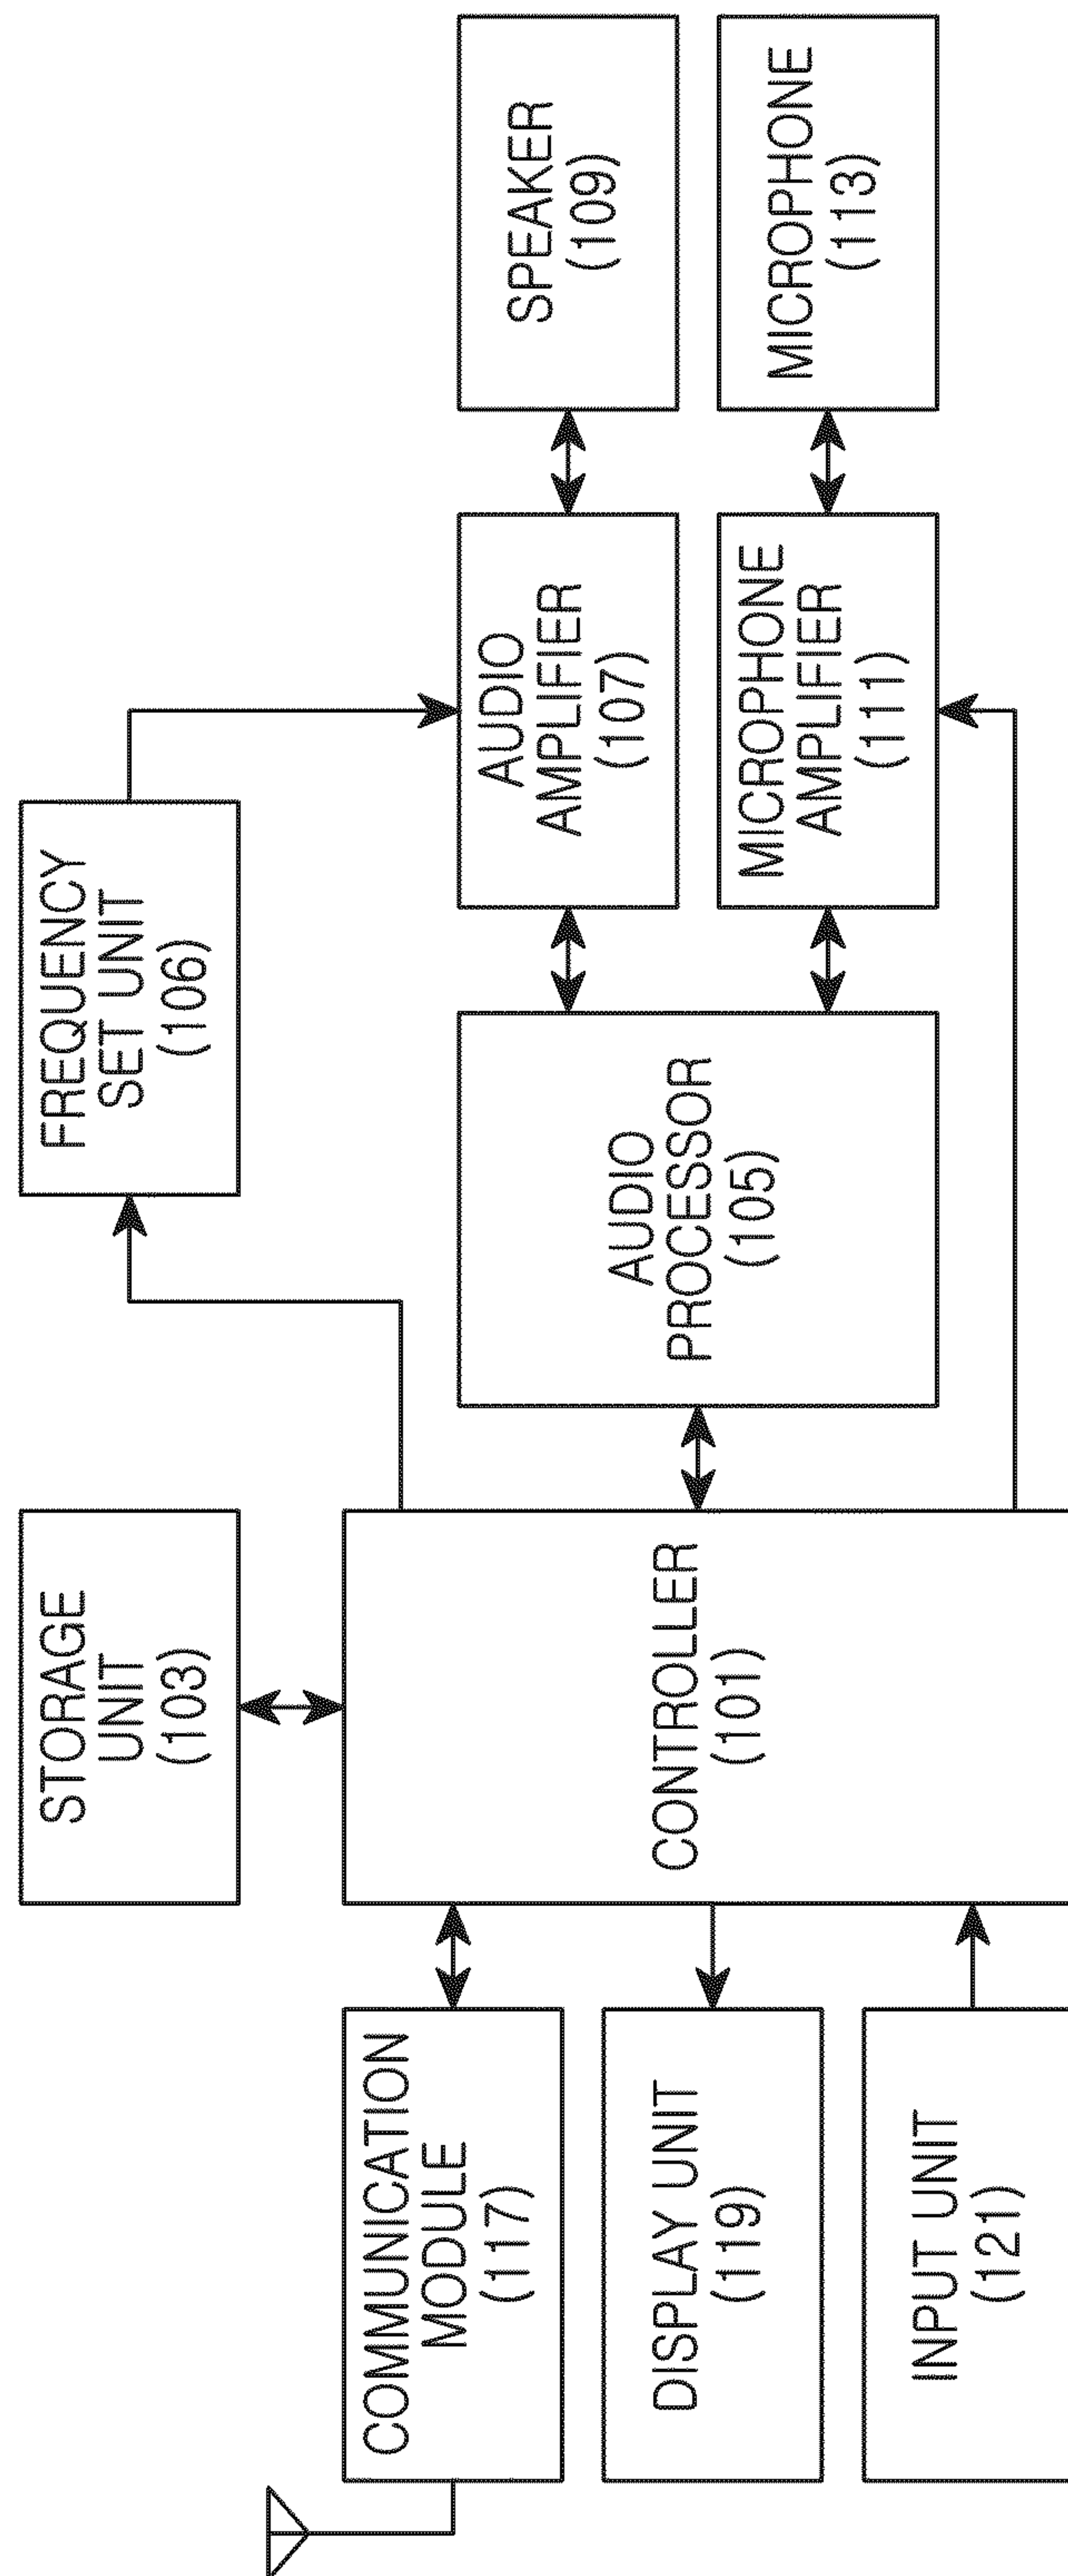 STORAGE
UNIT
(103)
FREQUENCY
SET UNIT
(106)
COMMUNICATION
MODULE
(117)
DISPLAY UNIT
(119)
INPUT UNIT
(121)
CONTROLLER
(101)
AUDIO
PROCESSOR
(105)
AUDIO
AMPLIFIER
(107)
SPEAKER
(109)
MICROPHONE
AMPLIFIER
(111)
MICROPHONE
(113)